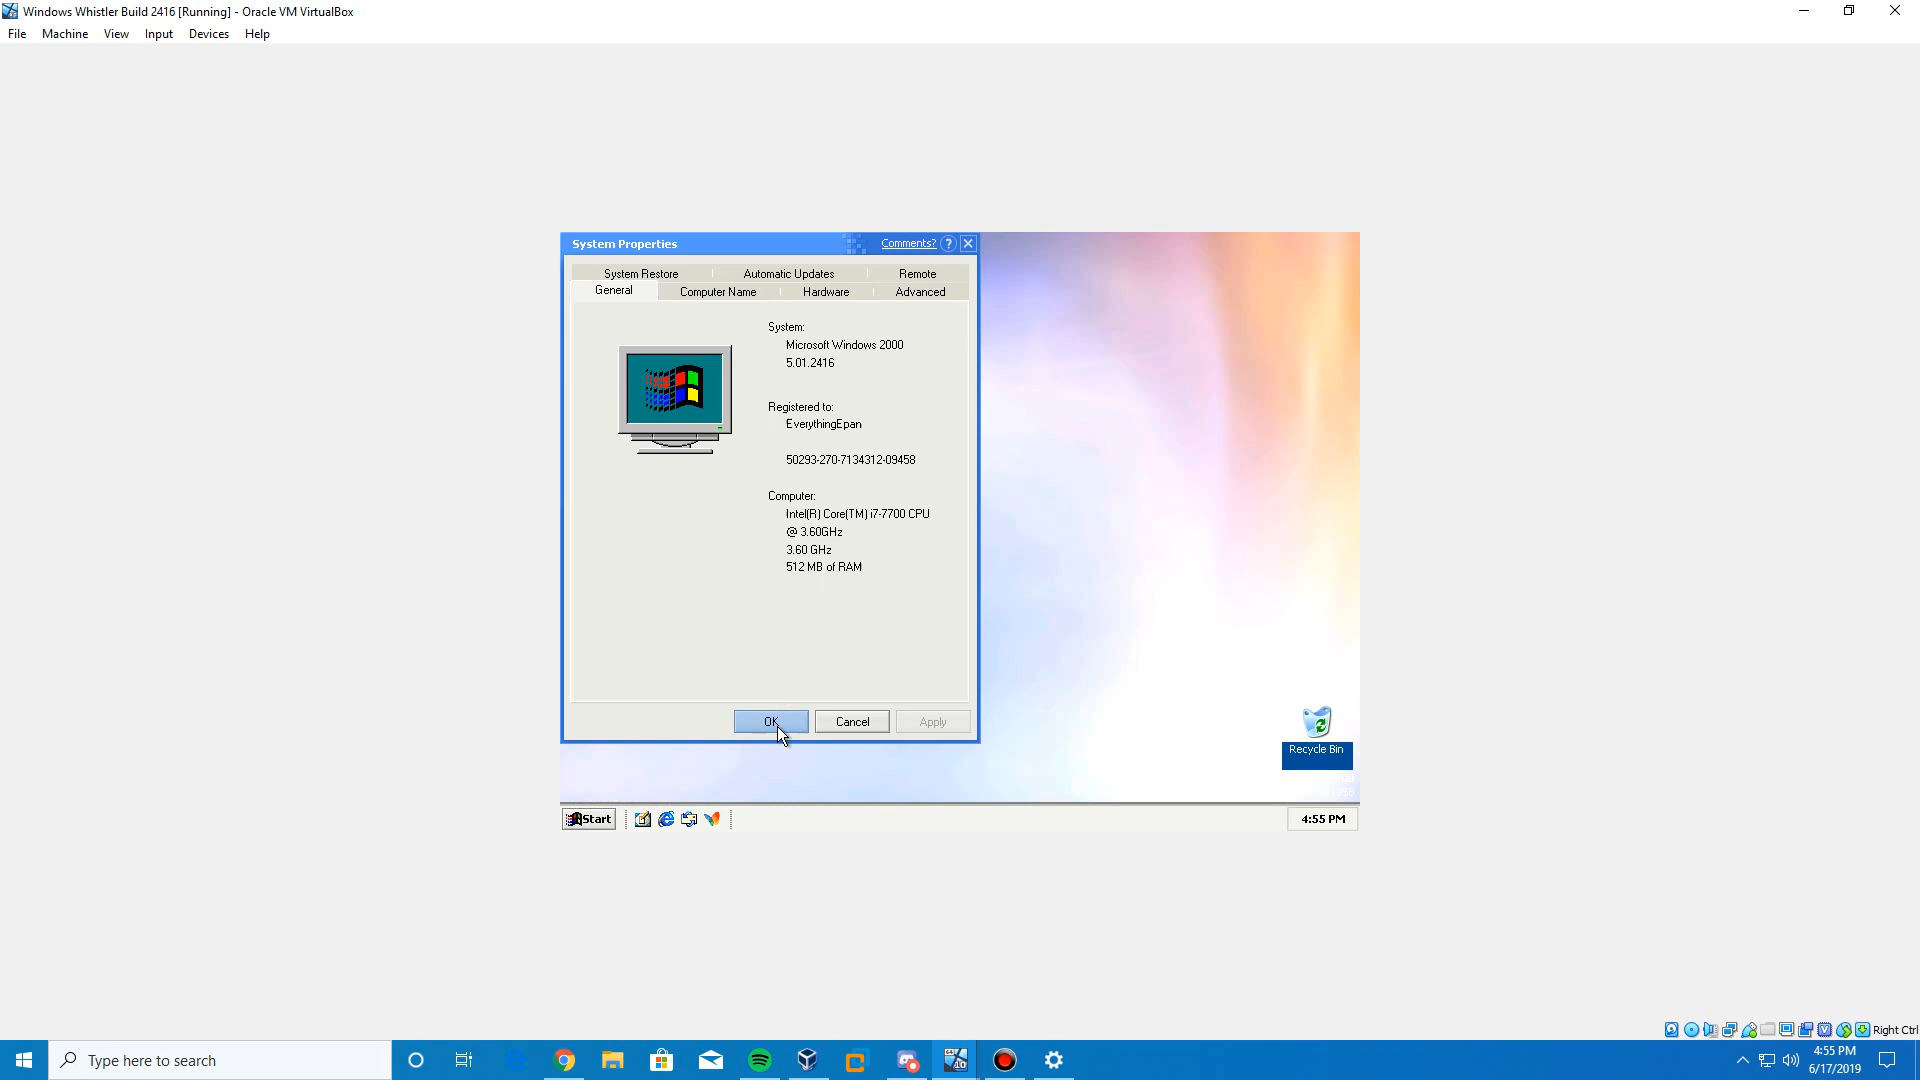 Windows Whistler Build 2416 [Running] - Oracle VM VirtualBox
File Machine View Input Devices Help
System Properties Comments? ?
System Restore Automatic Updates Remote
General Computer Name Hardware Advanced
System:
Microsoft Windows 2000
5.01.2416
Registered to:
EverythingEpan
50293-270-7134312-09458
Computer:
Intel(R) Core(TM) i7-7700 CPU
@ 3.60GHz
3.60 GHz
512 MB of RAM
OK Cancel Apply
Recycle Bin
Start 4:55 PM
Right Ctrl
Type here to search
4:55 PM
6/17/2019